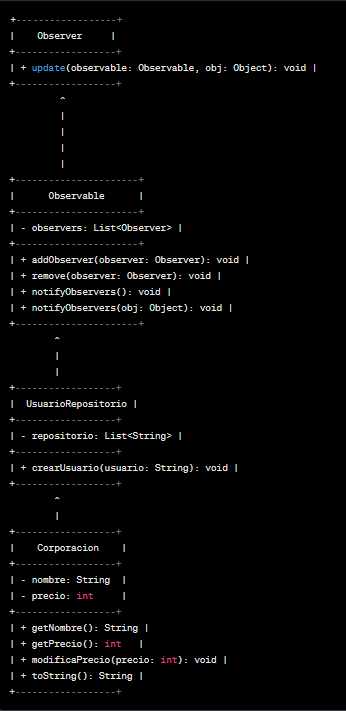 +------------------+
|    Observer     |
+------------------+
| + update(observable: Observable, obj: Object): void |
+------------------+
^
|
|
|
|
+----------------------+
|      Observable      |
+------------------+
| - observers: List<Observer> |
+------------------+
| + addObserver(observer: Observer): void |
| + remove(observer: Observer): void |
| + notifyObservers(): void |
| + notifyObservers(obj: Object): void |
+----------------------+
^
|
|
+------------------+
|  UsuarioRepositorio |
+------------------+
| - repositorio: List<String> |
+------------------+
| + crearUsuario(usuario: String): void |
+------------------+
^
|
+------------------+
|    Corporacion    |
+------------------+
| - nombre: String  |
| - precio: int     |
+------------------+
| + getNombre(): String |
| + getPrecio(): int   |
| + modificaPrecio(precio: int): void |
| + toString(): String |
+------------------+